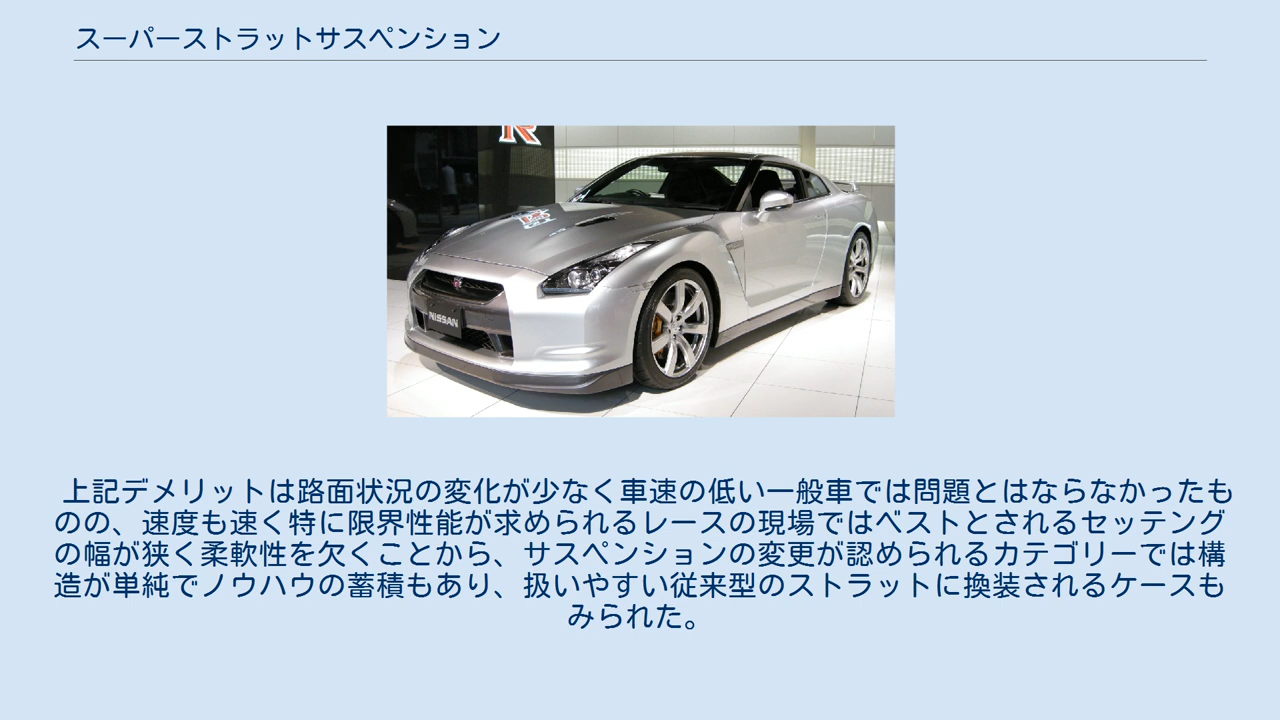 スーパーストラットサスペンション
R
NISSAN
上記デメリットは路面状況の変化が少なく車速の低い一般車では問題とはならなかったも
のの、速度も速く特に限界性能が求められるレースの現場ではベストとされるセッテング
の幅が狭く柔軟性を欠くことから、サスペンションの変更が認められるカテゴリーでは構
造が単純でノウハウの蓄積もあり、扱いやすい従来型のストラットに換装されるケースも
みられた。